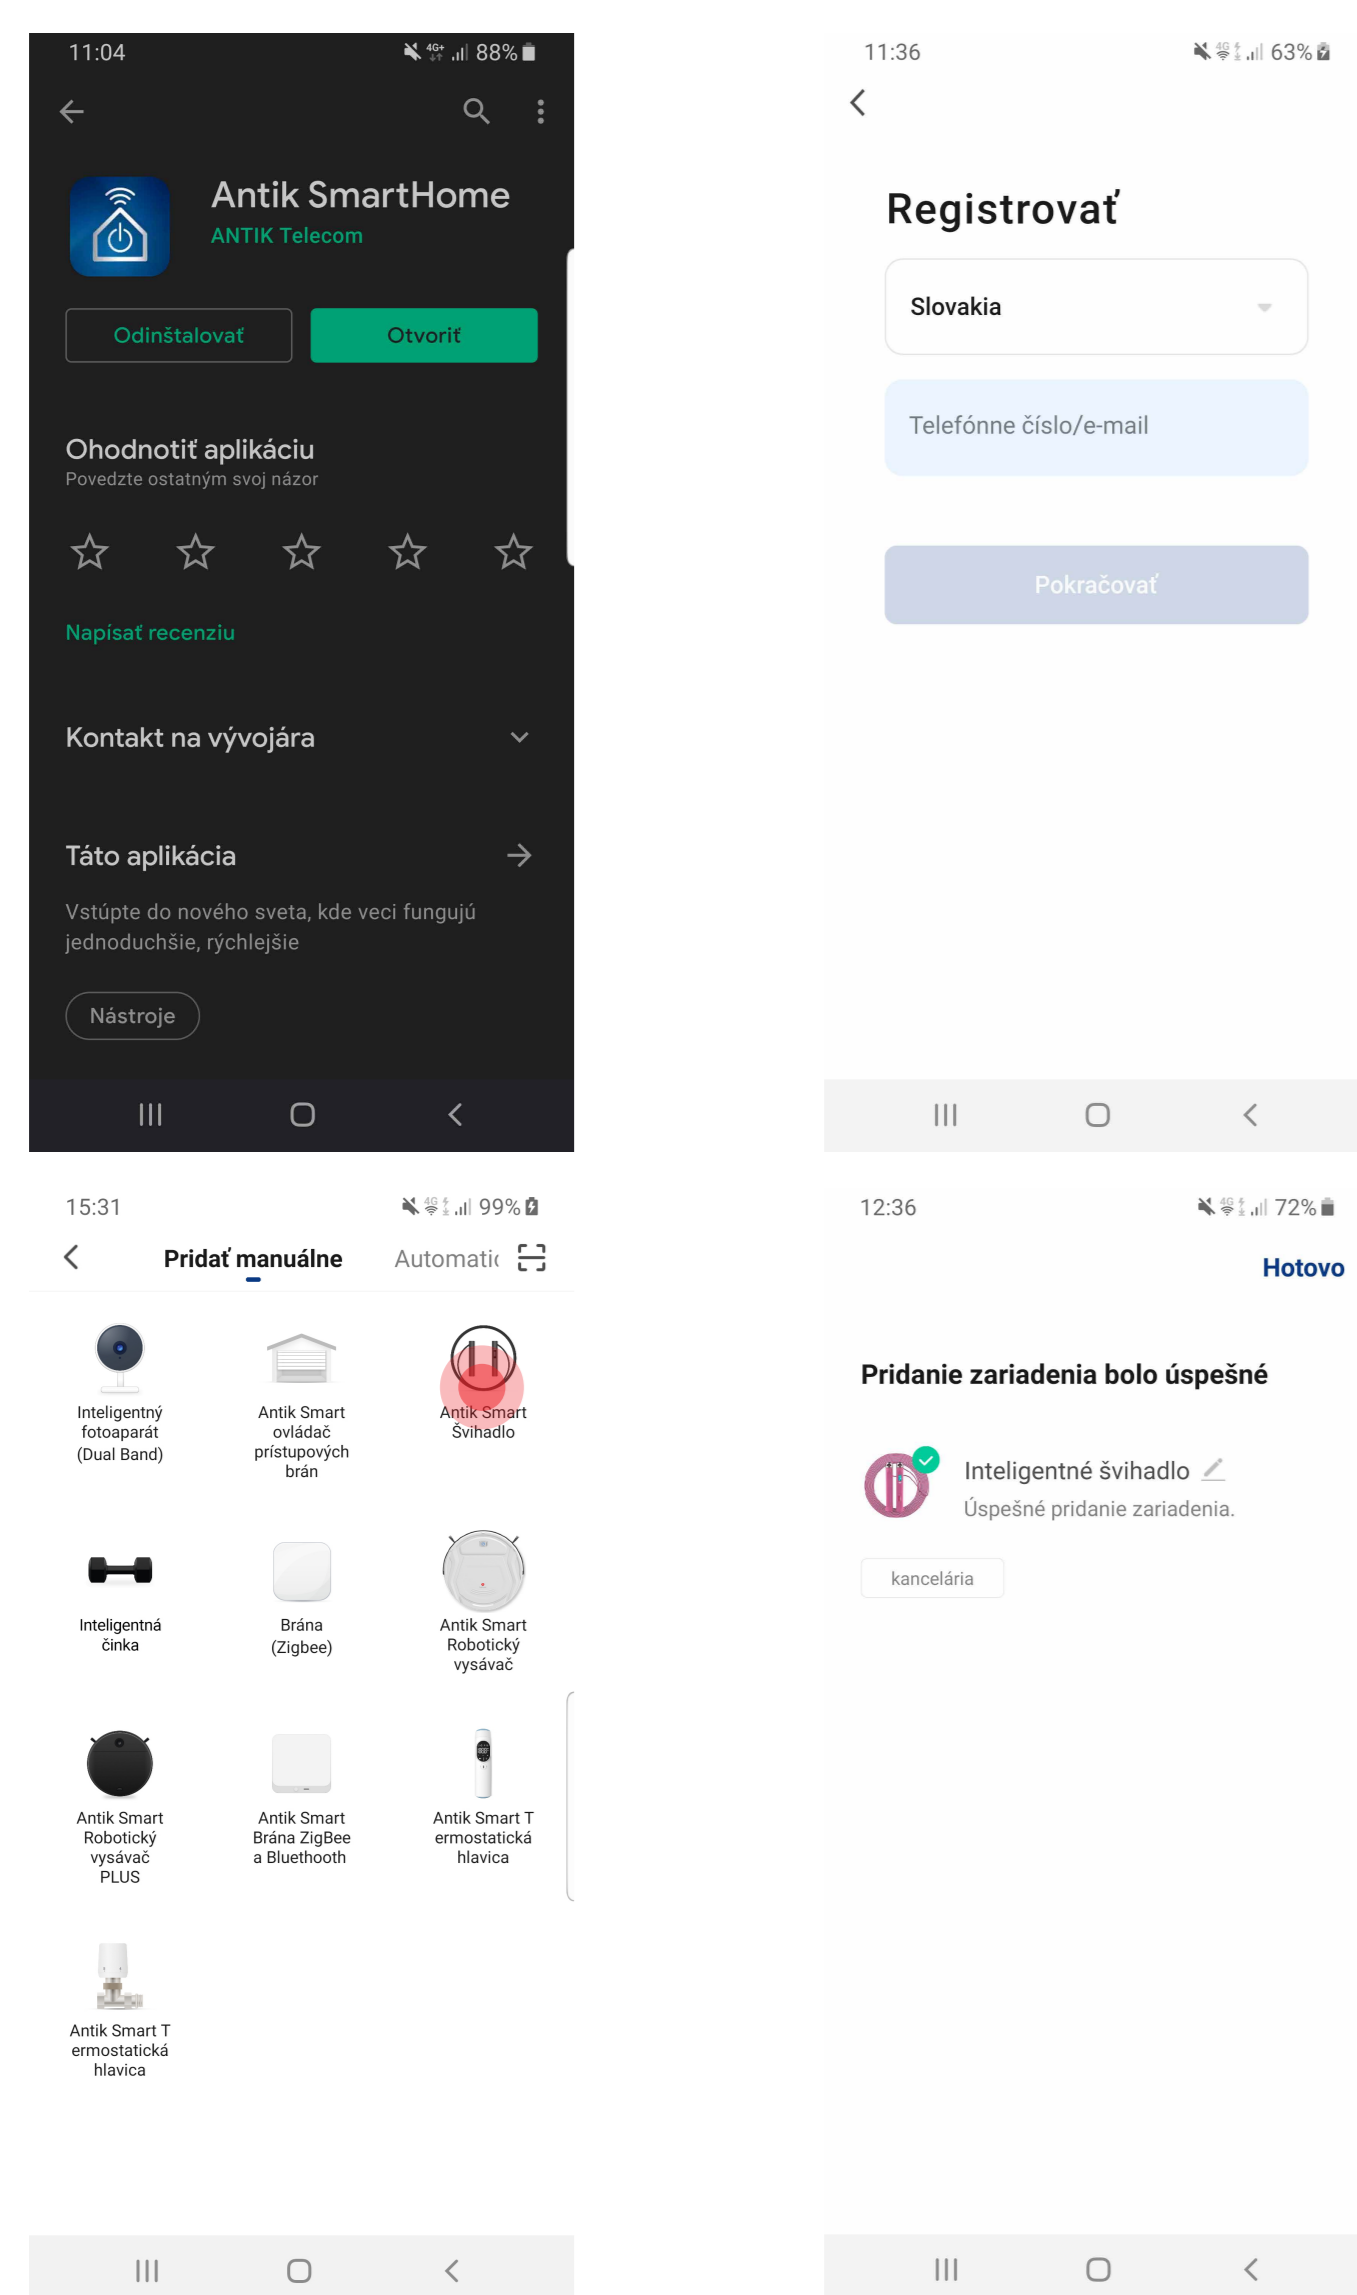 11:04
4G+ 88%
Antik SmartHome
ANTIK Telecom
Odinštalovať
Otvoriť
Ohodnotiť aplikáciu
Povedzte ostatným svoj názor
Napísať recenziu
Kontakt na vývojára
Táto aplikácia
Vstúpte do nového sveta, kde veci fungujú
jednoduchšie, rýchlejšie
Nástroje
11:36
4G 63%
Registrovať
Slovakia
Telefónne číslo/e-mail
Pokračovať
15:31
4G 99%
Pridať manuálne
Automatic
Inteligentný
fotoaparát
(Dual Band)
Antik Smart
ovládač
prístupových
brán
Antik Smart
Švihadlo
Inteligentná
činka
Brána
(Zigbee)
Antik Smart
Robotický
vysávač
Antik Smart
Robotický
vysávač
PLUS
Antik Smart
Brána ZigBee
a Bluethooth
Antik Smart T
ermostatická
hlavica
Antik Smart T
ermostatická
hlavica
12:36
4G 72%
Hotovo
Pridanie zariadenia bolo úspešné
Inteligentné švihadlo
Úspešné pridanie zariadenia.
kancelária